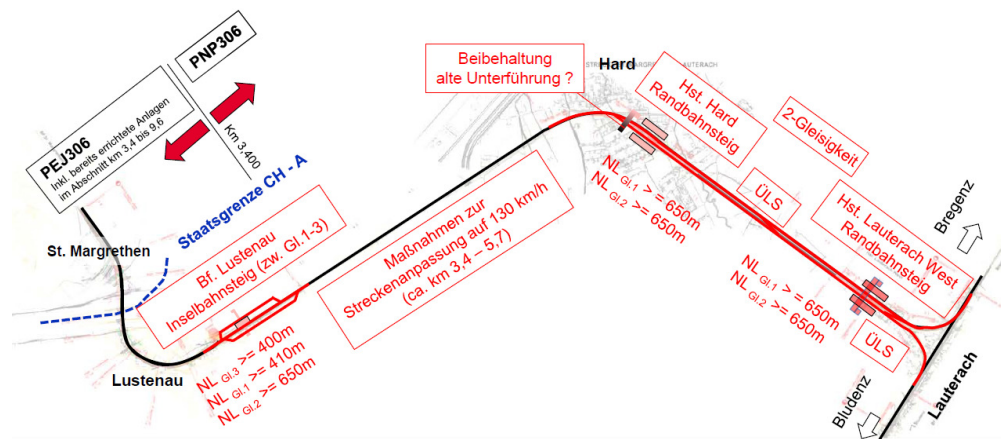 PNP306
PEJ306
Inkl. bereits errichtete Anlagen
im Abschnitt km 3,4 bis 9,6
Km 3,400
Staatsgrenze CH - A
St. Margrethen
Lustenau
Bf. Lustenau
Inselbahnsteig (zw. Gl.1-3)
NL Gl.3 >= 400m
NL Gl.1 >= 410m
NL Gl.2 >= 650m
Maßnahmen zur
Streckenanpassung auf 130 km/h
(ca. km 3,4 – 5,7)
Beibehaltung
alte Unterführung ?
Hard
LAUTERACH
Hst. Hard
Randbahnsteig
2-Gleisigkeit
NL Gl.1 >= 650m
NL Gl.2 >= 650m
ÜLS
Hst. Lauterach West
Randbahnsteig
Bregenz
NL Gl.1 > = 650m
NL Gl.2 >= 650m
ÜLS
Bludenz
Lauterach